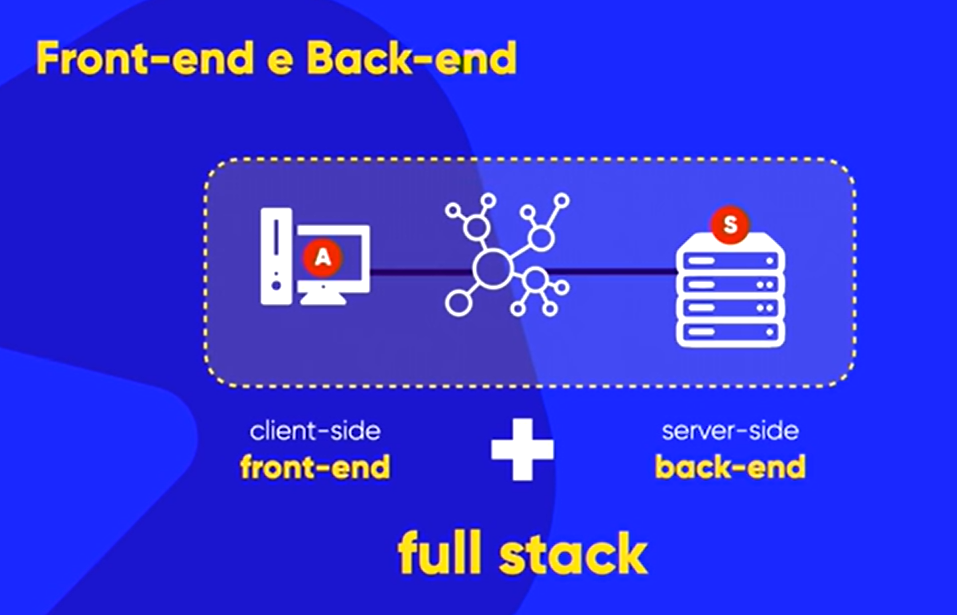 Front-end e Back-end
A
S
client-side
front-end
server-side
back-end
full stack